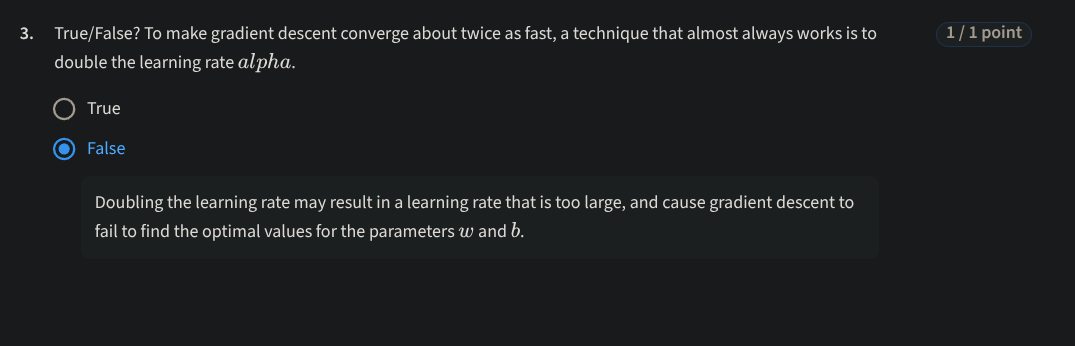 3. True/False? To make gradient descent converge about twice as fast, a technique that almost always works is to
double the learning rate alpha.
1 / 1 point
True
False
Doubling the learning rate may result in a learning rate that is too large, and cause gradient descent to
fail to find the optimal values for the parameters w and b.